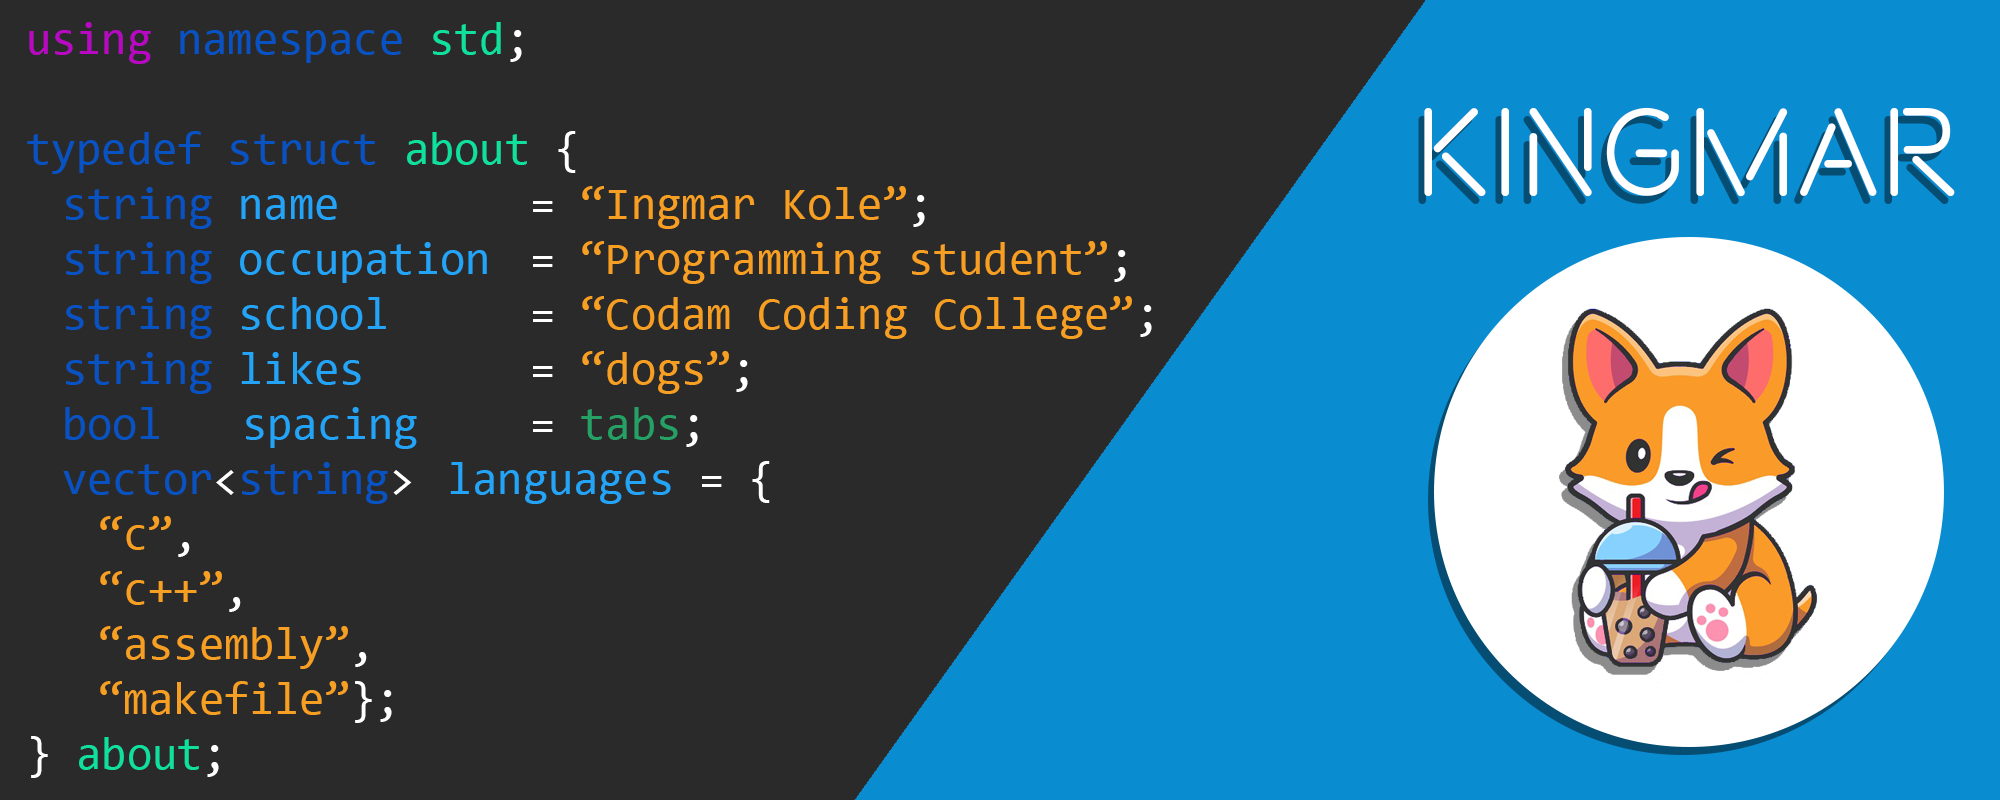 using namespace std;
typedef struct about {
string name = “Ingmar Kole”;
string occupation = “Programming student”;
string school = “Codam Coding College”;
string likes = “dogs”;
bool spacing = tabs;
vector<string> languages = {
“c”,
“c++”,
“assembly”,
“makefile”};
} about;
KINGMAR